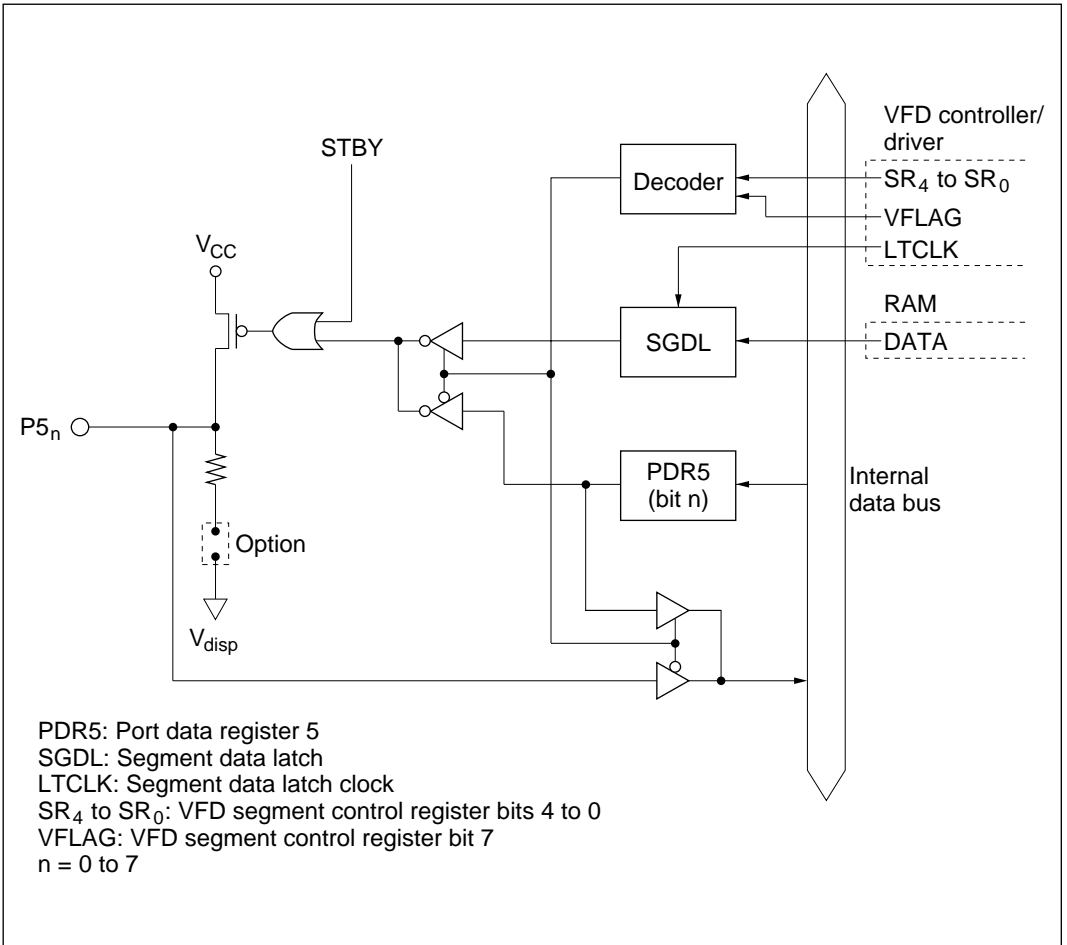 VFD controller/
driver
STBY
Decoder
SR4 to SR0
VFLAG
LTCLK
VCC
RAM
SGDL
DATA
P5n
PDR5
(bit n)
Internal
data bus
Option
Vdisp
PDR5: Port data register 5
SGDL: Segment data latch
LTCLK: Segment data latch clock
SR4 to SR0: VFD segment control register bits 4 to 0
VFLAG: VFD segment control register bit 7
n = 0 to 7